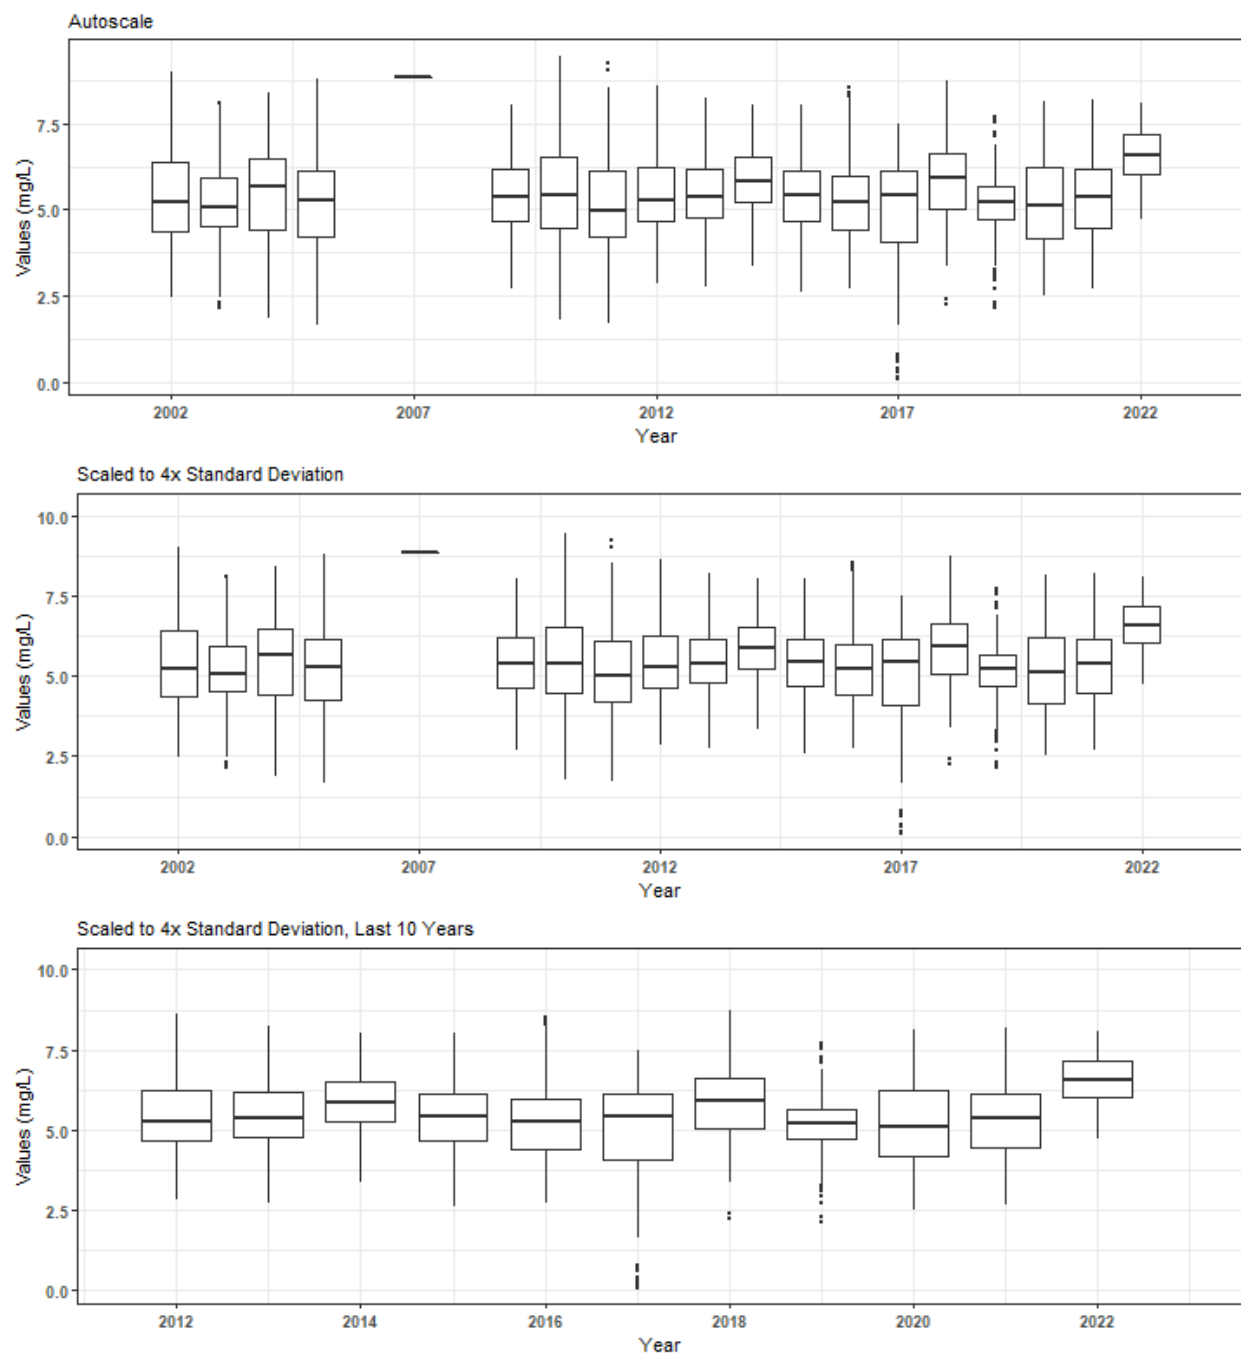 Autoscale
Values (mg/L)
7.5
5.0
2.5
0.0
2002 2007 2012 2017 2022
Year
Scaled to 4x Standard Deviation
Values (mg/L)
10.0
7.5
5.0
2.5
0.0
2002 2007 2012 2017 2022
Year
Scaled to 4x Standard Deviation, Last 10 Years
Values (mg/L)
10.0
7.5
5.0
2.5
0.0
2012 2014 2016 2018 2020 2022
Year